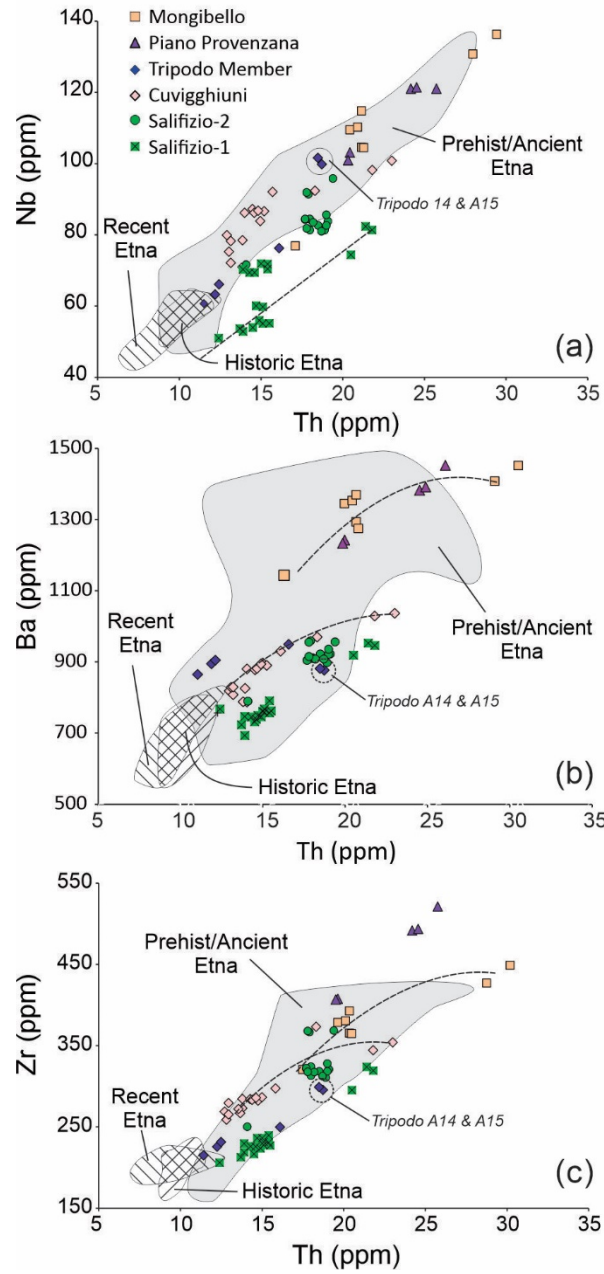 (a)
Mongibello
Piano Provenzana
Tripodo Member
Cuvigghiuni
Salifizio-2
Salifizio-1
Prehist/Ancient
Etna
Tripodo 14 & A15
Recent
Etna
Historic Etna
Nb (ppm)
140
120
100
80
60
40
5
10
15
20
25
30
35
Th (ppm)
(b)
Prehist/Ancient
Etna
Recent
Etna
Tripodo A14 & A15
Historic Etna
Ba (ppm)
1500
1300
1100
900
700
500
5
10
15
20
25
30
35
Th (ppm)
(c)
Prehist/Ancient
Etna
Recent
Etna
Tripodo A14 & A15
Historic Etna
Zr (ppm)
550
450
350
250
150
5
10
15
20
25
30
35
Th (ppm)